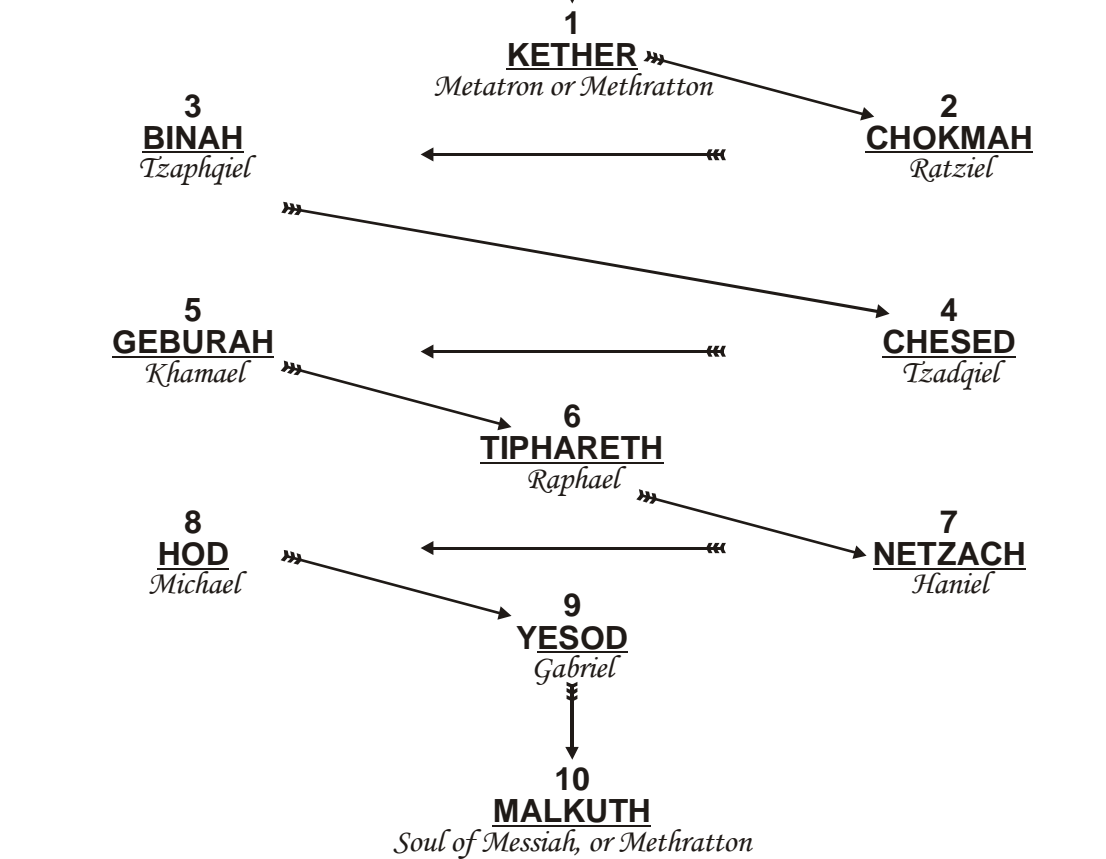 1
KETHER
Metatron or Methratton
3
BINAH
Tzaphqiel
2
CHOKMAH
Ratziel
5
GEBURAH
Khamael
4
CHESED
Tzadqiel
6
TIPHARETH
Raphael
8
HOD
Michael
7
NETZACH
Haniel
9
YESOD
Gabriel
10
MALKUTH
Soul of Messiah, or Methratton